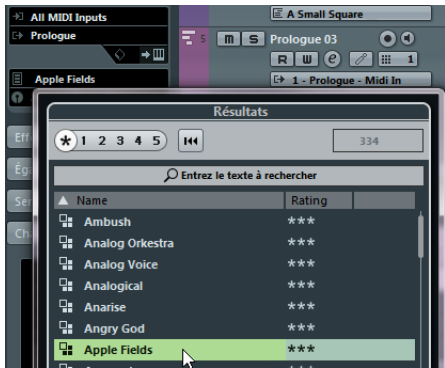 All MIDI Inputs
A Small Square
Prologue
5 m S Prologue 03
R W e 1
Apple Fields
1 - Prologue - Midi In
Résultats
* 1 2 3 4 5
334
Entrez le texte à rechercher
Name Rating
Ambush ***
Analog Orkestra ***
Analog Voice ***
Analogical ***
Anarise ***
Angry God ***
Apple Fields ***